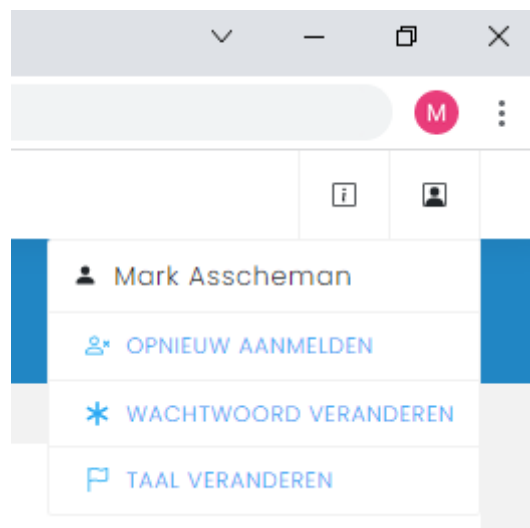 M
i
Mark Asscheman
OPNIEUW AANMELDEN
WACHTWOORD VERANDEREN
TAAL VERANDEREN